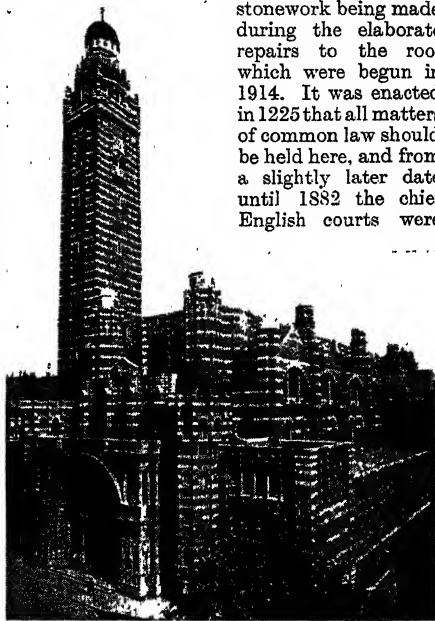 stonework being made
during the elaborate
repairs to the roo
which were begun in
1914. It was enacted
in 1225 that all matters
of common law should
be held here, and from
a slightly later date
until 1882 the chie
English courts were